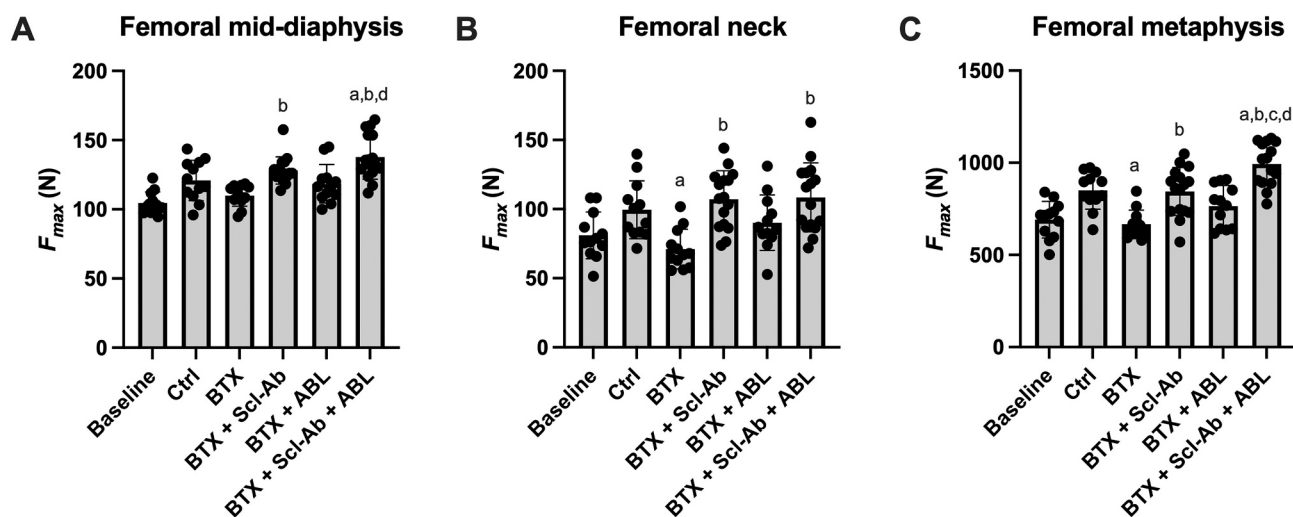 A Femoral mid-diaphysis
F_max (N)
200
150
100
50
0
b
a,b,d
Baseline
Ctrl
BTX
BTX + Scl-Ab
BTX + ABL
BTX + Scl-Ab + ABL
B Femoral neck
F_max (N)
200
150
100
50
0
a
b
b
Baseline
Ctrl
BTX
BTX + Scl-Ab
BTX + ABL
BTX + Scl-Ab + ABL
C Femoral metaphysis
F_max (N)
1500
1000
500
0
a
b
a,b,c,d
Baseline
Ctrl
BTX
BTX + Scl-Ab
BTX + ABL
BTX + Scl-Ab + ABL